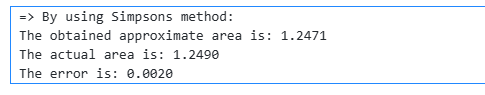 => By using Simpsons method:
The obtained approximate area is: 1.2471
The actual area is: 1.2490
The error is: 0.0020